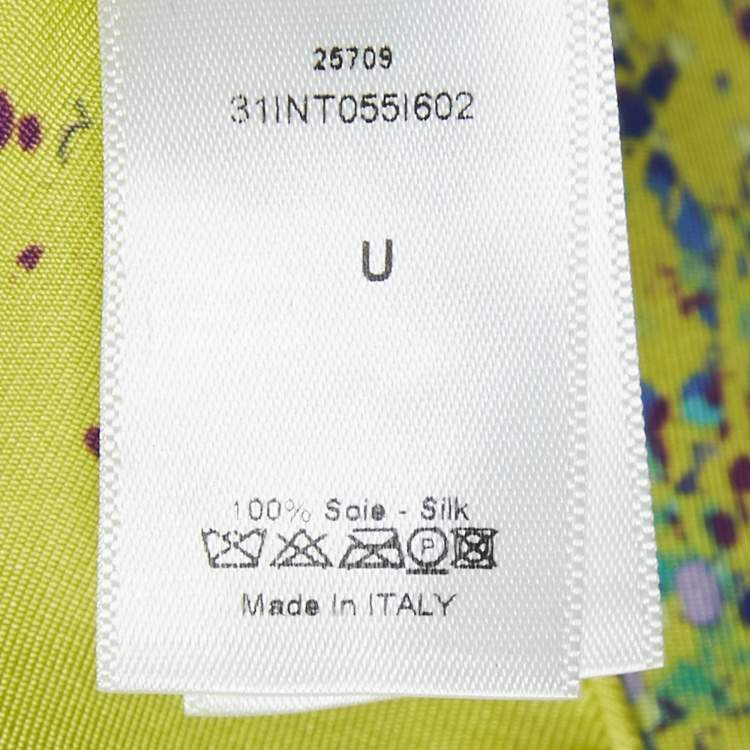 25709
31INT055I602
U
100% Soie - Silk
P
Made In ITALY